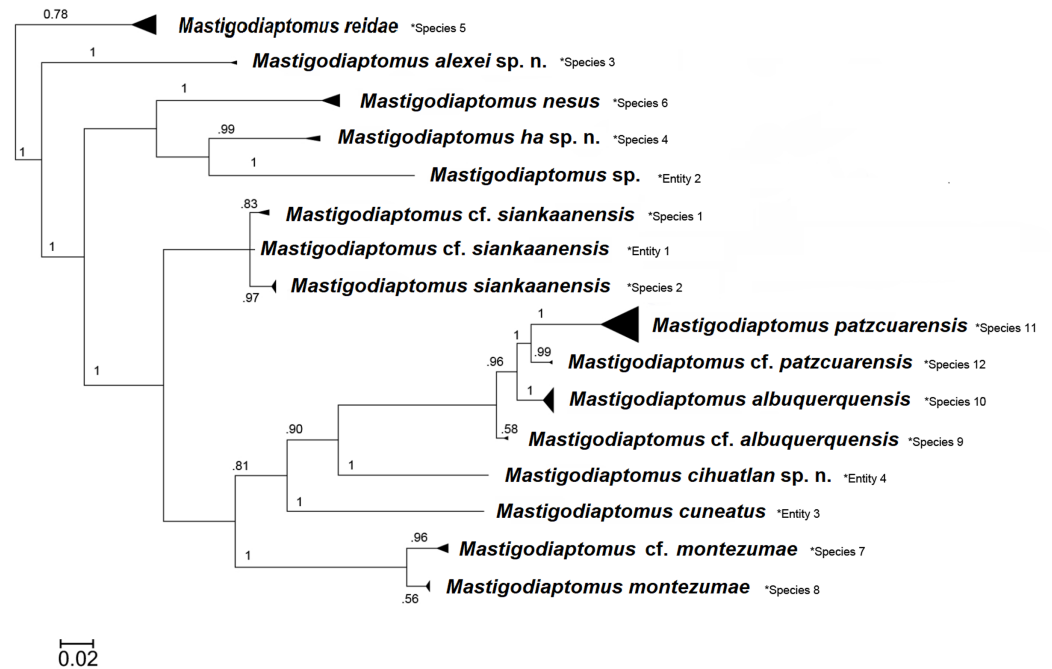 0.78
Mastigodiaptomus reidae *Species 5
1
Mastigodiaptomus alexei sp. n. *Species 3
1
Mastigodiaptomus nesus *Species 6
.99
Mastigodiaptomus ha sp. n. *Species 4
1
1
Mastigodiaptomus sp. *Entity 2
.83
Mastigodiaptomus cf. siankaanensis *Species 1
1
Mastigodiaptomus cf. siankaanensis *Entity 1
Mastigodiaptomus siankaanensis *Species 2
.97
1
Mastigodiaptomus patzcuarensis *Species 11
1
.99
.96
Mastigodiaptomus cf. patzcuarensis *Species 12
1
1
Mastigodiaptomus albuquerquensis *Species 10
.58
.90
Mastigodiaptomus cf. albuquerquensis *Species 9
.81
1
Mastigodiaptomus cihuatlan sp. n. *Entity 4
1
Mastigodiaptomus cuneatus *Entity 3
.96
Mastigodiaptomus cf. montezumae *Species 7
1
Mastigodiaptomus montezumae *Species 8
.56
0.02